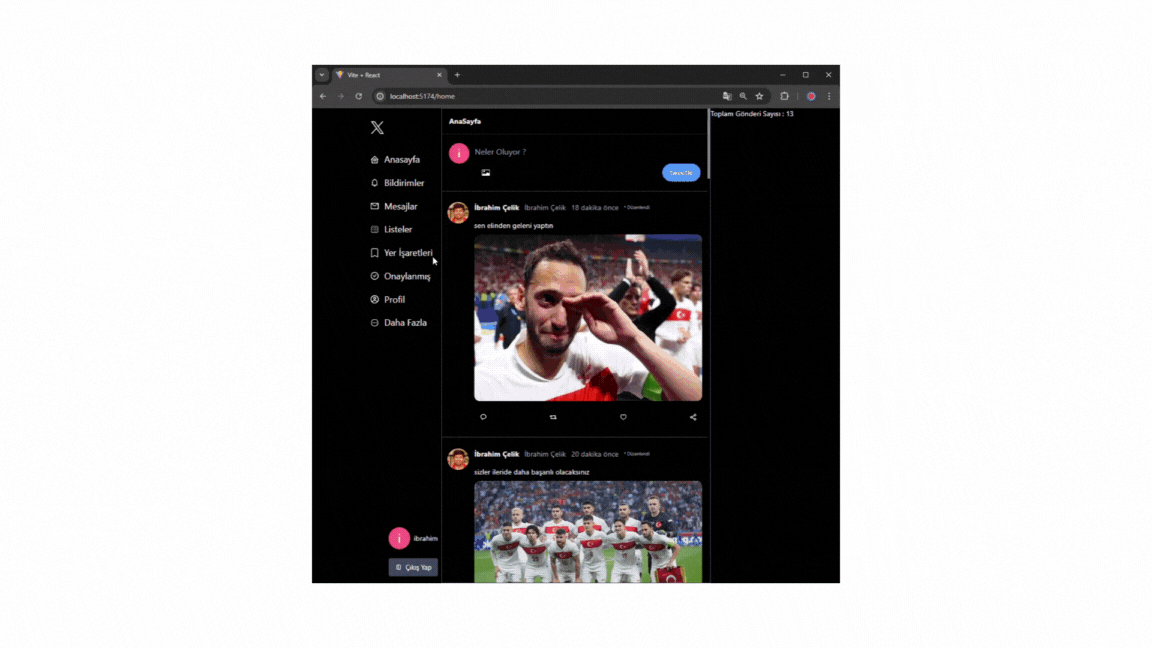 Vite + React
localhost:5174/home
AnaSayfa
Toplam Gönderi Sayısı : 13
i
Neler Oluyor ?
Tweetle
Anasayfa
Bildirimler
Mesajlar
Listeler
Yer İşaretleri
Onaylanmış
Profil
Daha Fazla
İbrahim Çelik İbrahim Çelik 18 dakika önce * Düzenlendi
sen elinden geleni yaptın
İbrahim Çelik İbrahim Çelik 20 dakika önce * Düzenlendi
sizler ileride daha başarılı olacaksınız
i ibrahim
Çıkış Yap